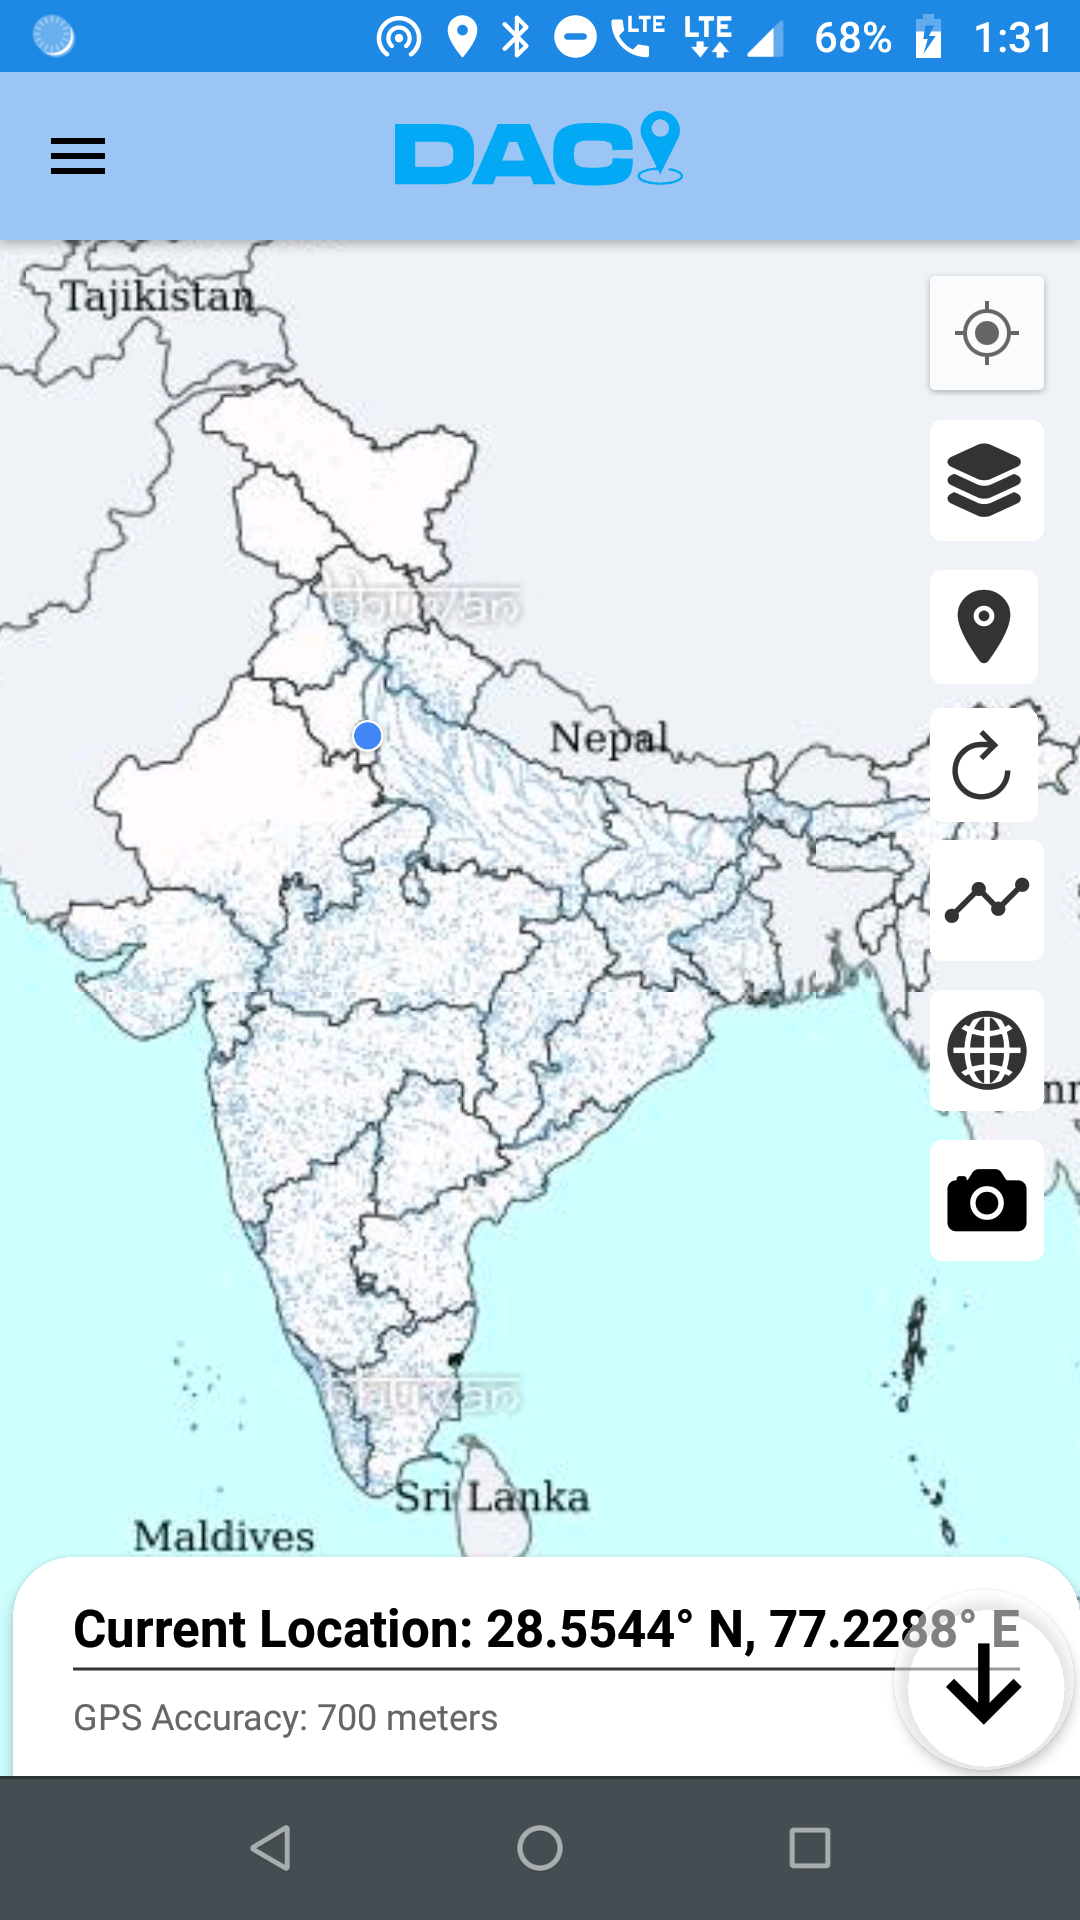 LTE LTE 68% 1:31
DAC
Tajikistan
Nepal
Sri Lanka
Maldives
Current Location: 28.5544° N, 77.2288° E
GPS Accuracy: 700 meters